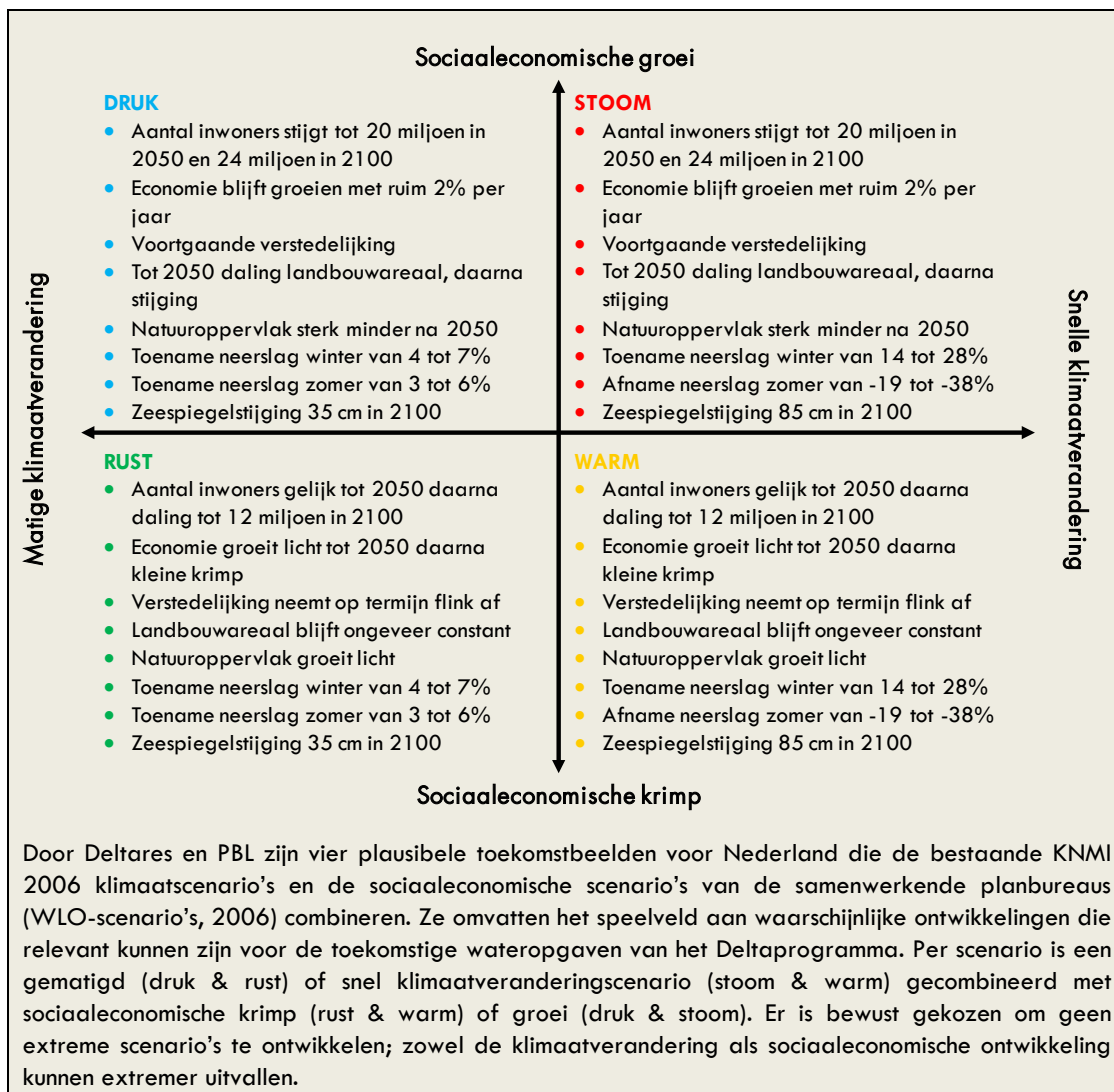 Sociaaleconomische groei
DRUK
• Aantal inwoners stijgt tot 20 miljoen in
2050 en 24 miljoen in 2100
• Economie blijft groeien met ruim 2% per
jaar
• Voortgaande verstedelijking
• Tot 2050 daling landbouwareaal, daarna
stijging
• Natuuroppervlak sterk minder na 2050
• Toename neerslag winter van 4 tot 7%
• Toename neerslag zomer van 3 tot 6%
• Zeespiegelstijging 35 cm in 2100
STOOM
• Aantal inwoners stijgt tot 20 miljoen in
2050 en 24 miljoen in 2100
• Economie blijft groeien met ruim 2% per
jaar
• Voortgaande verstedelijking
• Tot 2050 daling landbouwareaal, daarna
stijging
• Natuuroppervlak sterk minder na 2050
• Toename neerslag winter van 14 tot 28%
• Afname neerslag zomer van -19 tot -38%
• Zeespiegelstijging 85 cm in 2100
Matige klimaatverandering
Snelle klimaatverandering
RUST
• Aantal inwoners gelijk tot 2050 daarna
daling tot 12 miljoen in 2100
• Economie groeit licht tot 2050 daarna
kleine krimp
• Verstedelijking neemt op termijn flink af
• Landbouwareaal blijft ongeveer constant
• Natuuroppervlak groeit licht
• Toename neerslag winter van 4 tot 7%
• Toename neerslag zomer van 3 tot 6%
• Zeespiegelstijging 35 cm in 2100
WARM
• Aantal inwoners gelijk tot 2050 daarna
daling tot 12 miljoen in 2100
• Economie groeit licht tot 2050 daarna
kleine krimp
• Verstedelijking neemt op termijn flink af
• Landbouwareaal blijft ongeveer constant
• Natuuroppervlak groeit licht
• Toename neerslag winter van 14 tot 28%
• Afname neerslag zomer van -19 tot -38%
• Zeespiegelstijging 85 cm in 2100
Sociaaleconomische krimp
Door Deltares en PBL zijn vier plausibele toekomstbeelden voor Nederland die de bestaande KNMI
2006 klimaatscenario's en de sociaaleconomische scenario's van de samenwerkende planbureaus
(WLO-scenario's, 2006) combineren. Ze omvatten het speelveld aan waarschijnlijke ontwikkelingen die
relevant kunnen zijn voor de toekomstige wateropgaven van het Deltaprogramma. Per scenario is een
gematigd (druk & rust) of snel klimaatveranderingscenario (stoom & warm) gecombineerd met
sociaaleconomische krimp (rust & warm) of groei (druk & stoom). Er is bewust gekozen om geen
extreme scenario's te ontwikkelen; zowel de klimaatverandering als sociaaleconomische ontwikkeling
kunnen extremer uitvallen.